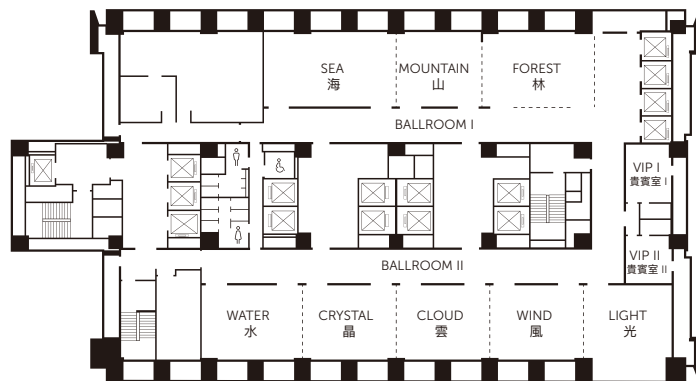 SEA
海
MOUNTAIN
山
FOREST
林
BALLROOM I
VIP I
貴賓室 I
VIP II
貴賓室 II
BALLROOM II
WATER
水
CRYSTAL
晶
CLOUD
雲
WIND
風
LIGHT
光